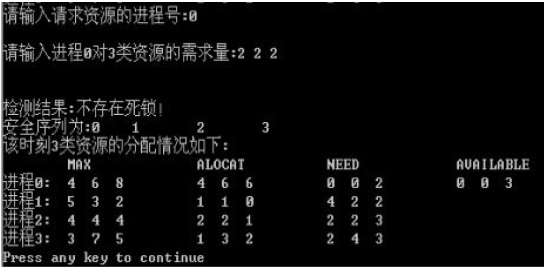 请输入请求资源的进程号:0
请输入进程0对3类资源的需求量:2 2 2
检测结果:不存在死锁!
安全序列为:0 1 2 3
该时刻3类资源的分配情况如下:
MAX ALOCAT NEED AVAILABLE
进程0: 4 6 8 4 6 6 0 0 2 0 0 3
进程1: 5 3 2 1 1 0 4 2 2
进程2: 4 4 4 2 2 1 2 2 3
进程3: 3 7 5 1 3 2 2 4 3
Press any key to continue